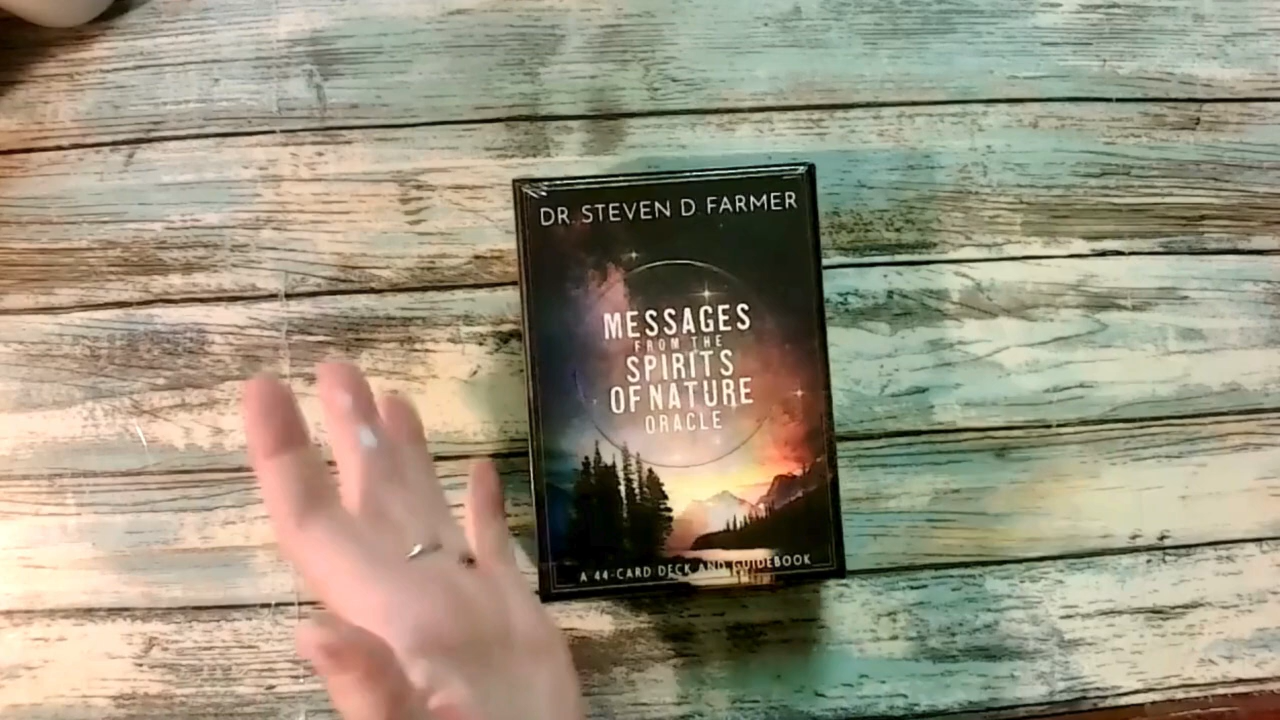 DR. STEVEN D. FARMER
MESSAGES
FROM THE
SPIRITS
OF NATURE
ORACLE
A 44-CARD DECK AND GUIDEBOOK